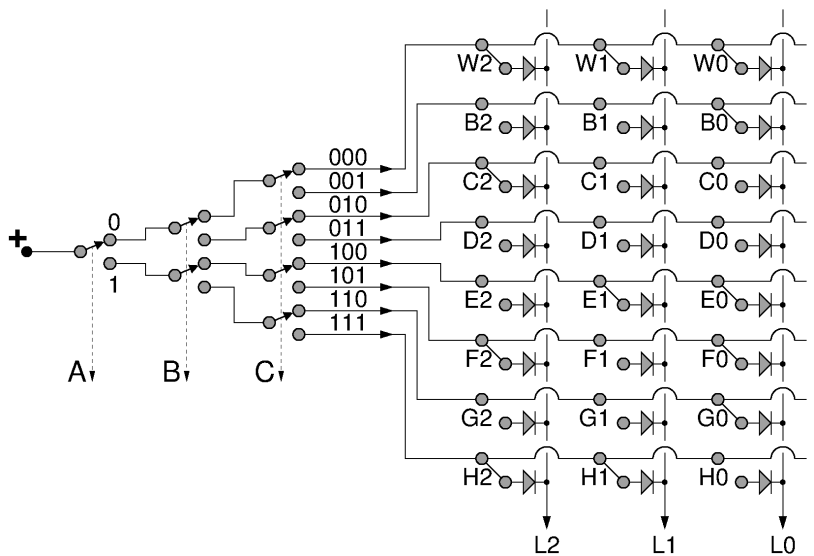 W2 W1 W0
B2 B1 B0
000
001
C2 C1 C0
010
0
011
D2 D1 D0
+
100
1
101
E2 E1 E0
110
111
F2 F1 F0
A B C
G2 G1 G0
H2 H1 H0
L2 L1 L0